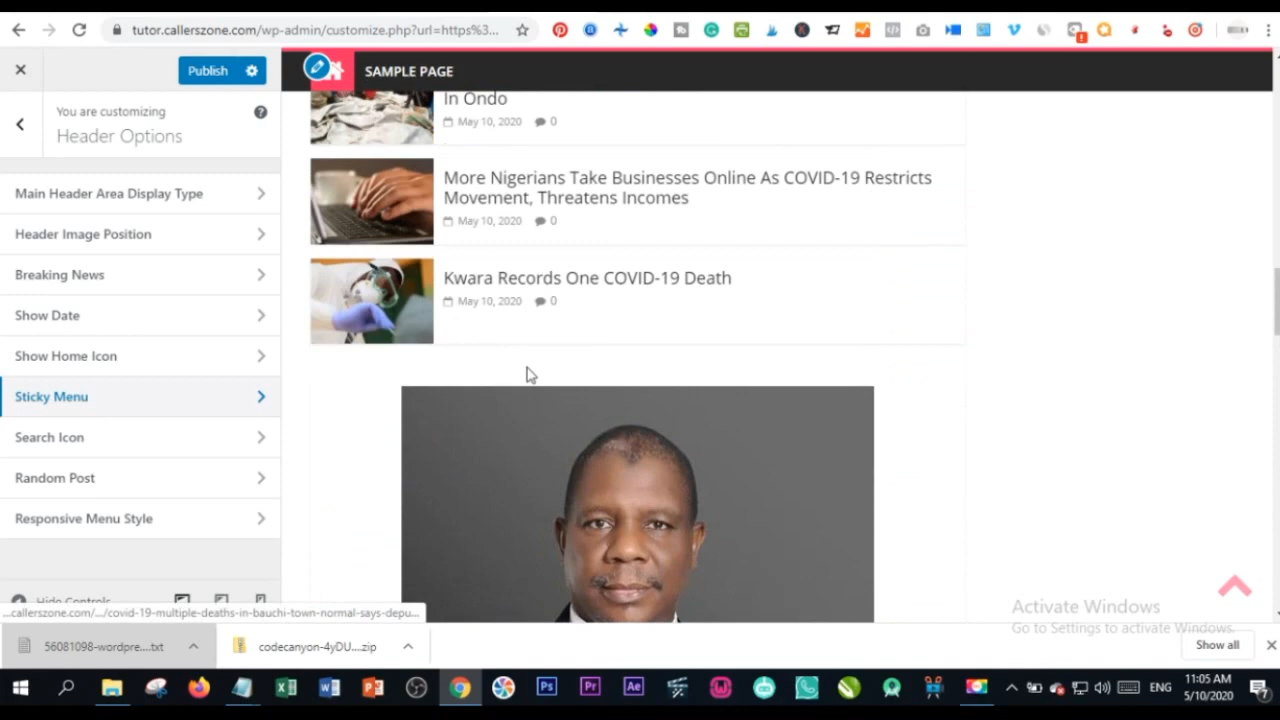 tutor.callerszone.com/wp-admin/customize.php?url=https%3...
Publish
SAMPLE PAGE
You are customizing
Header Options
Main Header Area Display Type
Header Image Position
Breaking News
Show Date
Show Home Icon
Sticky Menu
Search Icon
Random Post
Responsive Menu Style
Hide Controls
In Ondo
May 10, 2020 0
More Nigerians Take Businesses Online As COVID-19 Restricts
Movement, Threatens Incomes
May 10, 2020 0
Kwara Records One COVID-19 Death
May 10, 2020 0
Activate Windows
Go to Settings to activate Windows.
...callerszone.com/.../covid-19-multiple-deaths-in-bauchi-town-normal-says-depu...
56081098-wordpre....txt
codecanyon-4yDU....zip
Show all
ENG
11:05 AM
5/10/2020